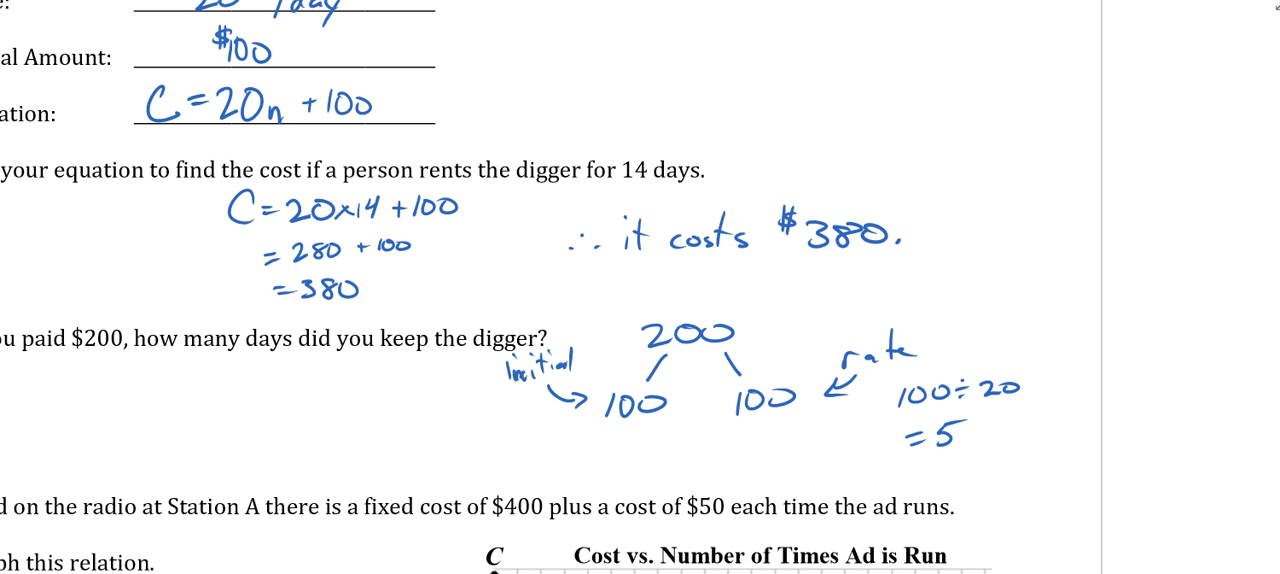 /day
$100
al Amount:
C = 20n + 100
ation:
your equation to find the cost if a person rents the digger for 14 days.
C = 20×14 + 100
= 280 + 100
= 380
∴ it costs $380.
u paid $200, how many days did you keep the digger?
200
initial
rate
100
100
100 ÷ 20
= 5
d on the radio at Station A there is a fixed cost of $400 plus a cost of $50 each time the ad runs.
ph this relation.
C
Cost vs. Number of Times Ad is Run